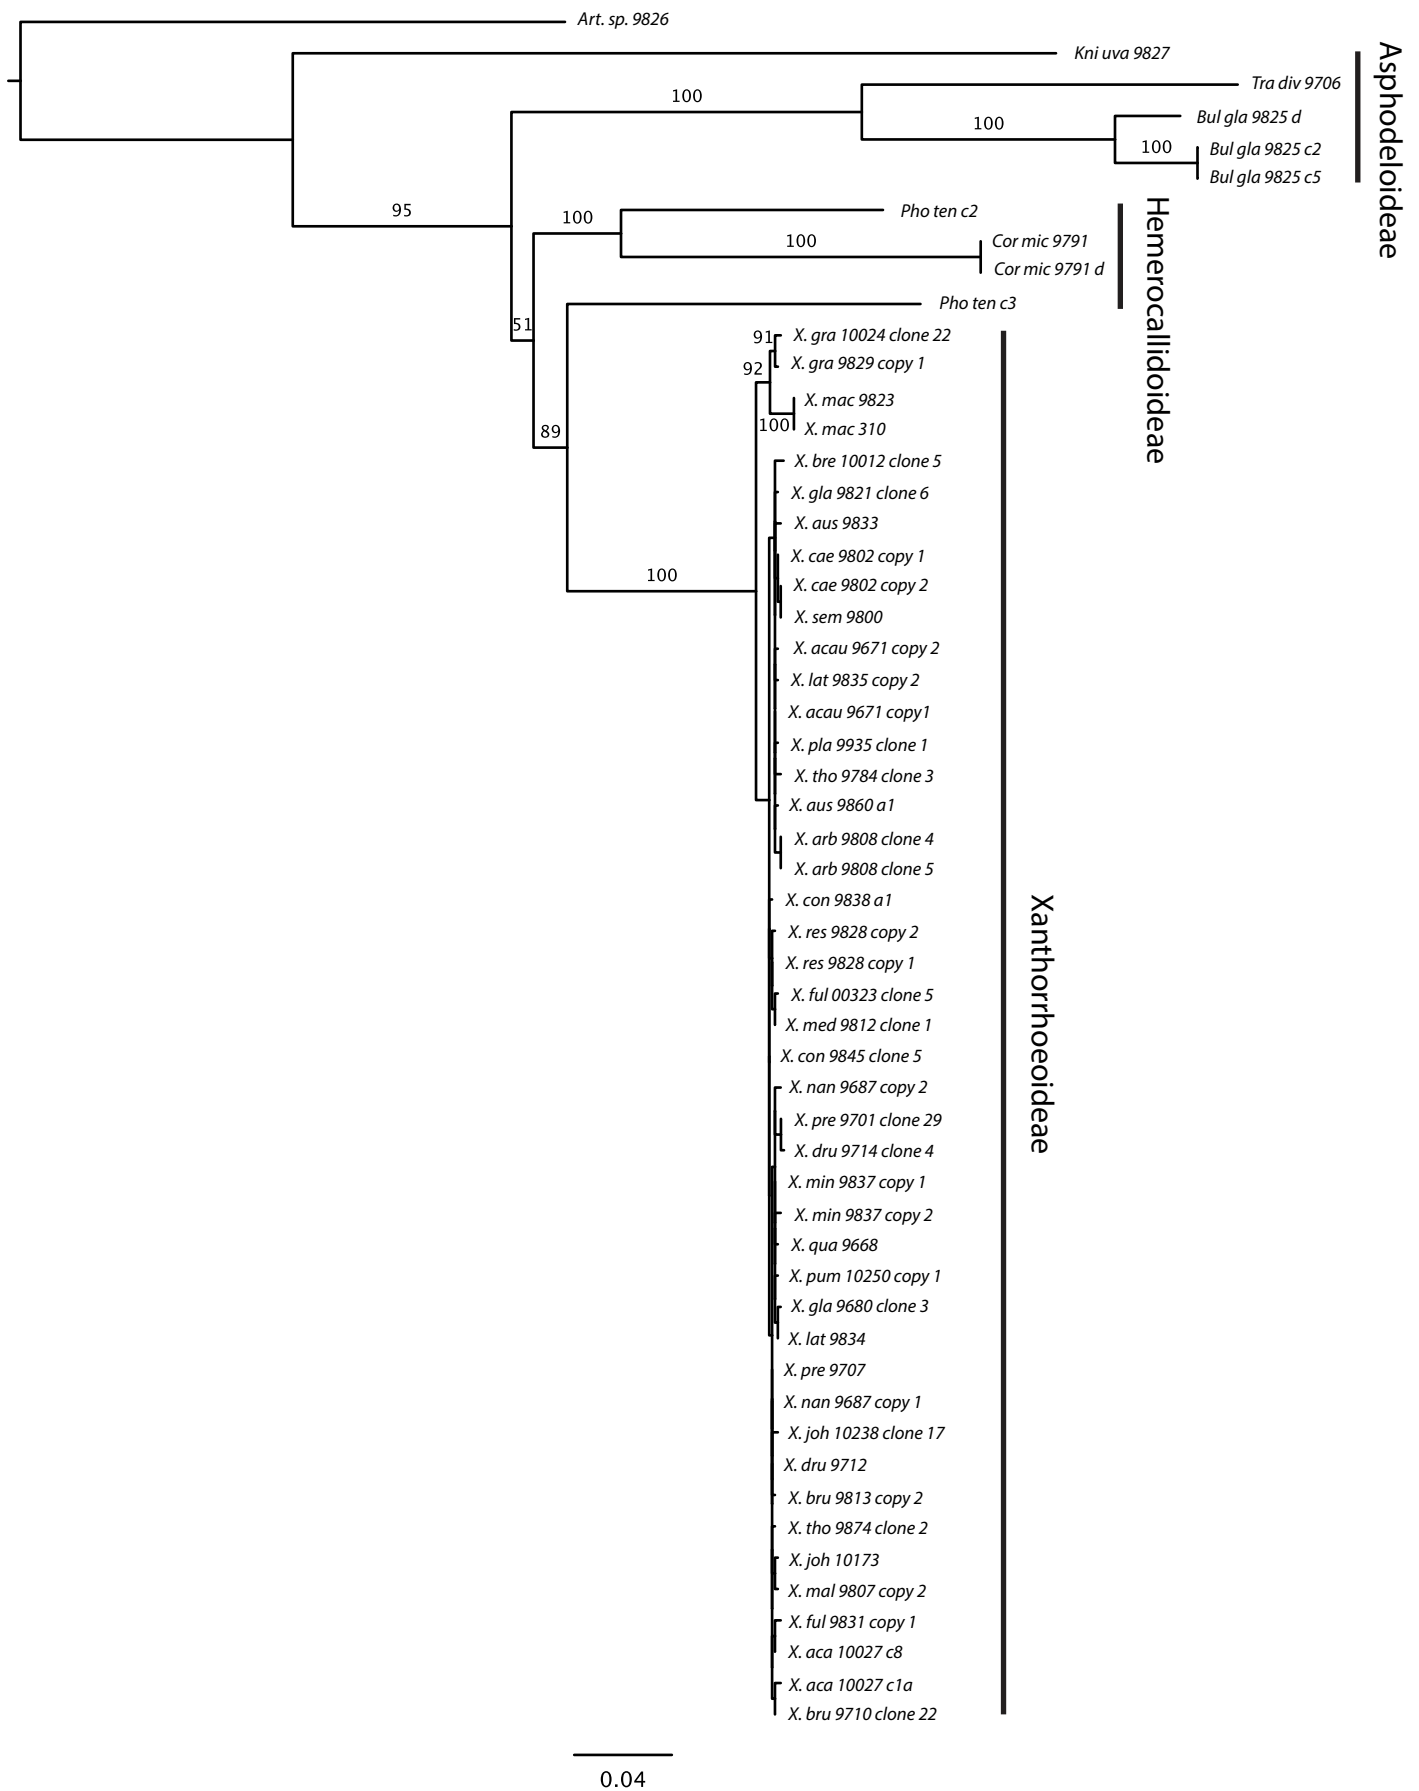 Art. sp. 9826
Kni uva 9827
Tra div 9706
100
Bul gla 9825 d
100
Bul gla 9825 c2
100
Bul gla 9825 c5
Asphodeloideae
95
Pho ten c2
100
Cor mic 9791
100
Cor mic 9791 d
Pho ten c3
Hemerocallidoideae
51
X. gra 10024 clone 22
91
X. gra 9829 copy 1
92
X. mac 9823
100
X. mac 310
89
X. bre 10012 clone 5
X. gla 9821 clone 6
X. aus 9833
X. cae 9802 copy 1
100
X. cae 9802 copy 2
X. sem 9800
X. acau 9671 copy 2
X. lat 9835 copy 2
X. acau 9671 copy1
X. pla 9935 clone 1
X. tho 9784 clone 3
X. aus 9860 a1
X. arb 9808 clone 4
X. arb 9808 clone 5
X. con 9838 a1
X. res 9828 copy 2
X. res 9828 copy 1
X. ful 00323 clone 5
X. med 9812 clone 1
Xanthorrhoeoideae
X. con 9845 clone 5
X. nan 9687 copy 2
X. pre 9701 clone 29
X. dru 9714 clone 4
X. min 9837 copy 1
X. min 9837 copy 2
X. qua 9668
X. pum 10250 copy 1
X. gla 9680 clone 3
X. lat 9834
X. pre 9707
X. nan 9687 copy 1
X. joh 10238 clone 17
X. dru 9712
X. bru 9813 copy 2
X. tho 9874 clone 2
X. joh 10173
X. mal 9807 copy 2
X. ful 9831 copy 1
X. aca 10027 c8
X. aca 10027 c1a
X. bru 9710 clone 22
0.04